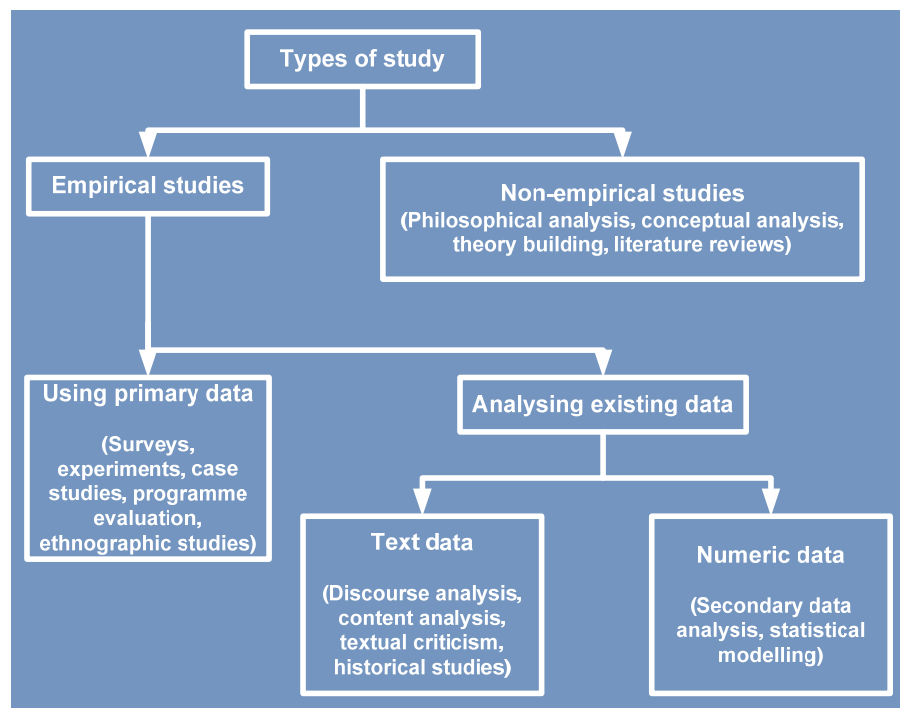 Types of study
Empirical studies
Non-empirical studies
(Philosophical analysis, conceptual analysis,
theory building, literature reviews)
Using primary data
(Surveys,
experiments, case
studies, programme
evaluation,
ethnographic studies)
Analysing existing data
Text data
(Discourse analysis,
content analysis,
textual criticism,
historical studies)
Numeric data
(Secondary data
analysis, statistical
modelling)